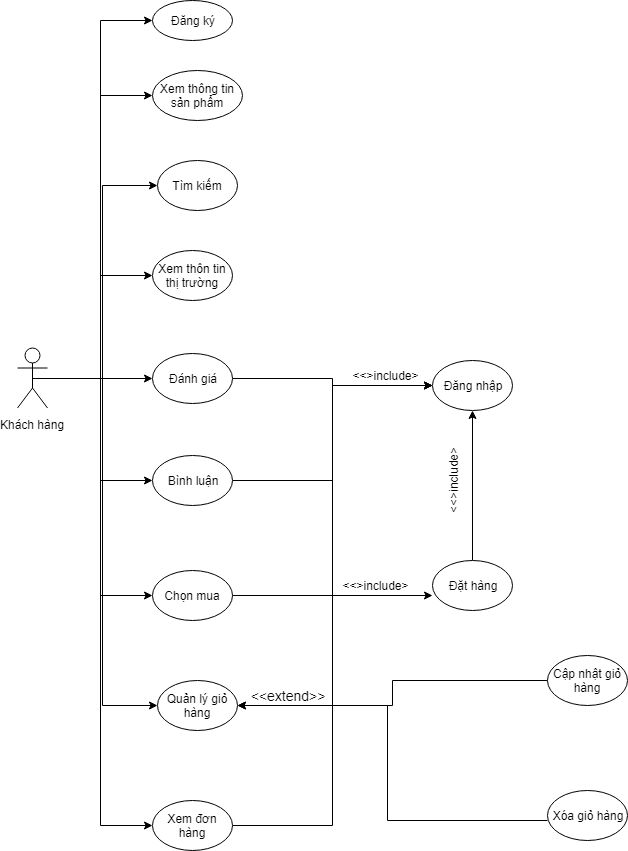 Đăng ký
Xem thông tin
sản phẩm
Tìm kiếm
Xem thôn tin
thị trường
Khách hàng
Đánh giá
<<>include>
Đăng nhập
Bình luận
<<>include>
Chọn mua
<<>include>
Đặt hàng
Quản lý giỏ
hàng
<<extend>>
Cập nhật giỏ
hàng
Xem đơn
hàng
Xóa giỏ hàng